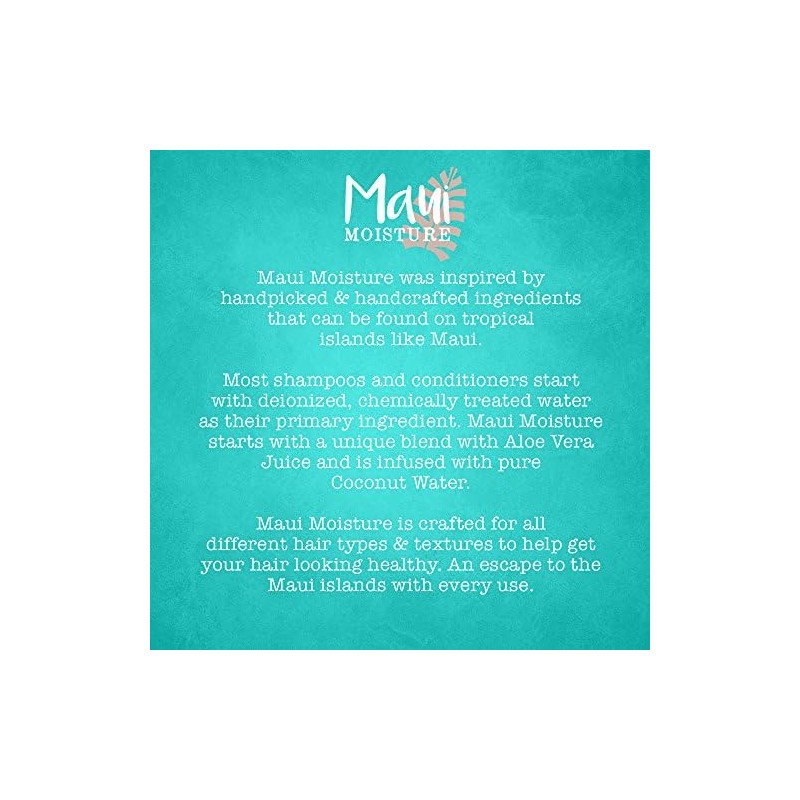 Maui
MOISTURE
Maui Moisture was inspired by
handpicked & handcrafted ingredients
that can be found on tropical
islands like Maui.
Most shampoos and conditioners start
with deionized, chemically treated water
as their primary ingredient. Maui Moisture
starts with a unique blend with Aloe Vera
Juice and is infused with pure
Coconut Water.
Maui Moisture is crafted for all
different hair types & textures to help get
your hair looking healthy. An escape to the
Maui islands with every use.